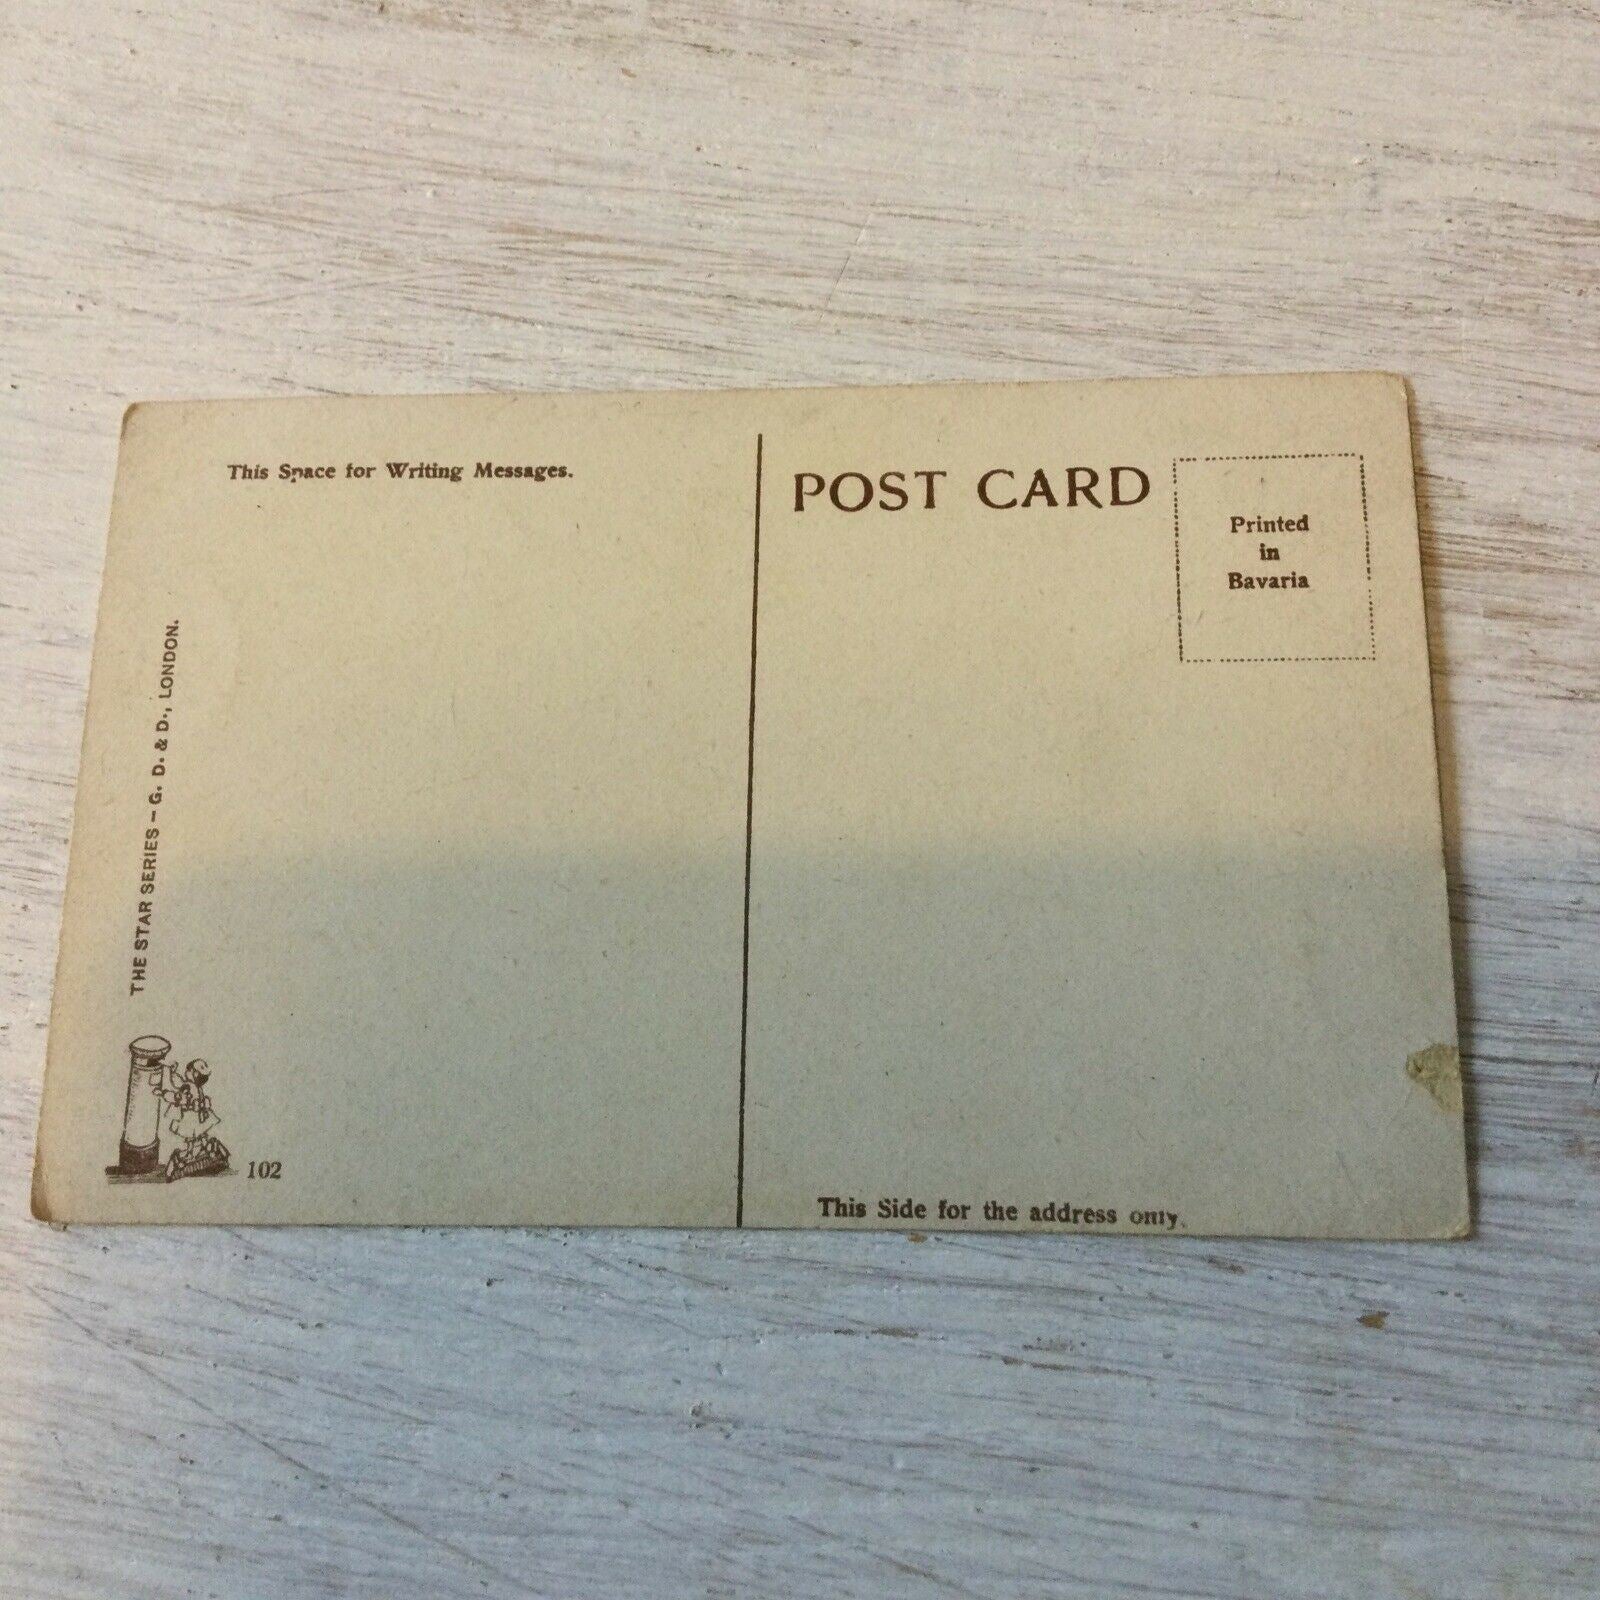 This Space for Writing Messages.
POST CARD
Printed
in
Bavaria
THE STAR SERIES – G. D. & D., LONDON.
102
This Side for the address only.